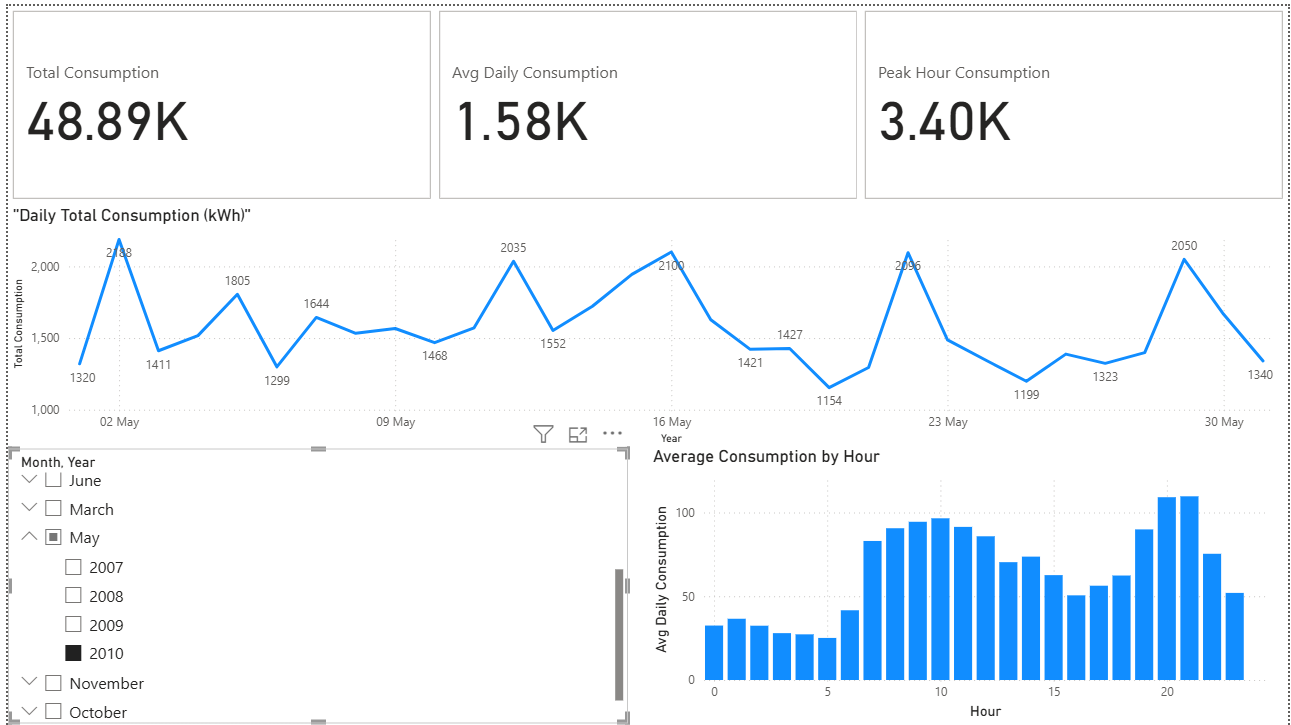 Total Consumption
48.89K
Avg Daily Consumption
1.58K
Peak Hour Consumption
3.40K
"Daily Total Consumption (kWh)"
Total Consumption
2,000
1,500
1,000
1320
2188
1411
1805
1299
1644
1468
2035
1552
2100
1421
1427
1154
2096
1199
1323
2050
1340
02 May
09 May
16 May
23 May
30 May
Year
Month, Year
June
March
May
2007
2008
2009
2010
November
October
Average Consumption by Hour
Avg Daily Consumption
100
50
0
0
5
10
15
20
Hour